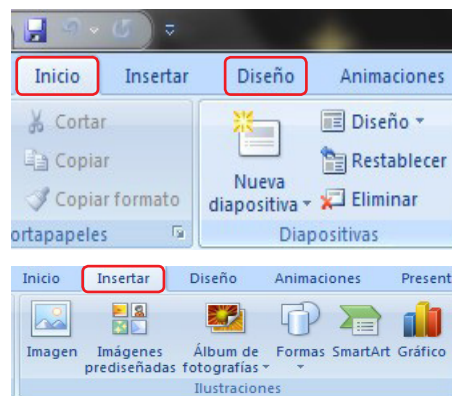 Inicio Insertar Diseño Animaciones
Cortar
Copiar
Copiar formato
ortapapeles
Nueva
diapositiva
Diseño
Restablecer
Eliminar
Diapositivas
Inicio Insertar Diseño Animaciones Present
Imagen
Imágenes
prediseñadas
Álbum de
fotografías
Formas
SmartArt
Gráfico
Ilustraciones